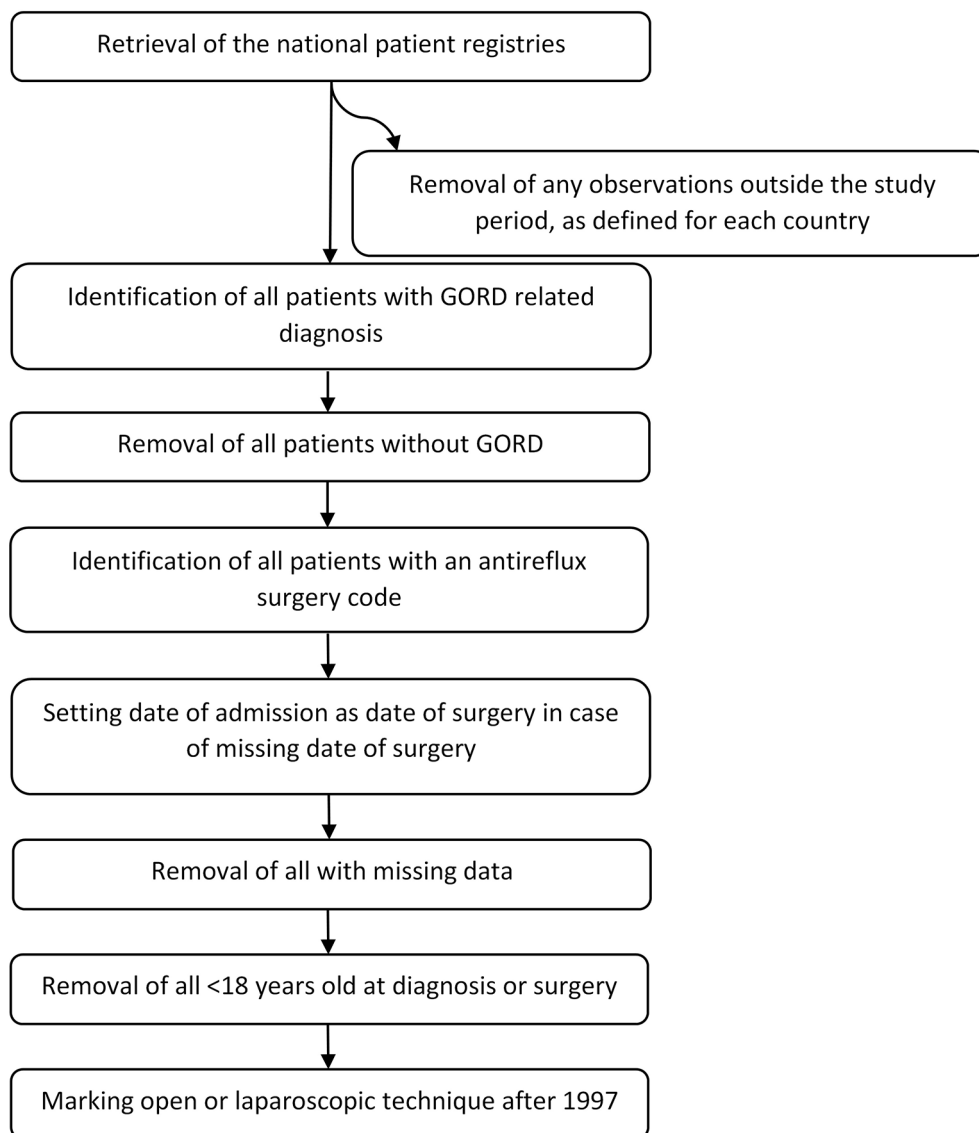 Retrieval of the national patient registries
Removal of any observations outside the study
period, as defined for each country
Identification of all patients with GORD related
diagnosis
Removal of all patients without GORD
Identification of all patients with an antireflux
surgery code
Setting date of admission as date of surgery in case
of missing date of surgery
Removal of all with missing data
Removal of all <18 years old at diagnosis or surgery
Marking open or laparoscopic technique after 1997